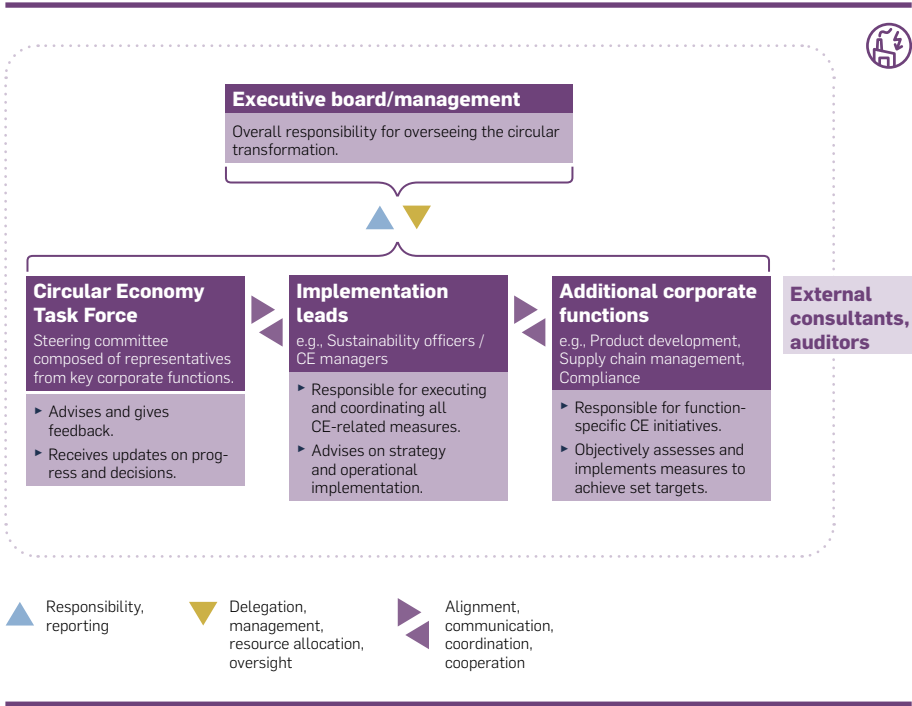 Executive board/management
Overall responsibility for overseeing the circular
transformation.
Circular Economy
Task Force
Steering committee
composed of representatives
from key corporate functions.
▸ Advises and gives
feedback.
▸ Receives updates on prog-
ress and decisions.
Implementation
leads
e.g., Sustainability officers /
CE managers
▸ Responsible for executing
and coordinating all
CE-related measures.
▸ Advises on strategy
and operational
implementation.
Additional corporate
functions
e.g., Product development,
Supply chain management,
Compliance
▸ Responsible for function-
specific CE initiatives.
▸ Objectively assesses and
implements measures to
achieve set targets.
External
consultants,
auditors
Responsibility,
reporting
Delegation,
management,
resource allocation,
oversight
Alignment,
communication,
coordination,
cooperation